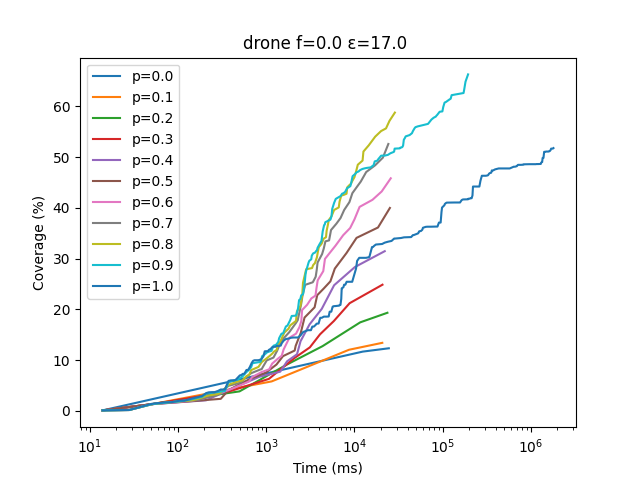 drone f=0.0 ε=17.0
Coverage (%)
60
50
40
30
20
10
0
p=0.0
p=0.1
p=0.2
p=0.3
p=0.4
p=0.5
p=0.6
p=0.7
p=0.8
p=0.9
p=1.0
10¹ 10² 10³ 10⁴ 10⁵ 10⁶
Time (ms)